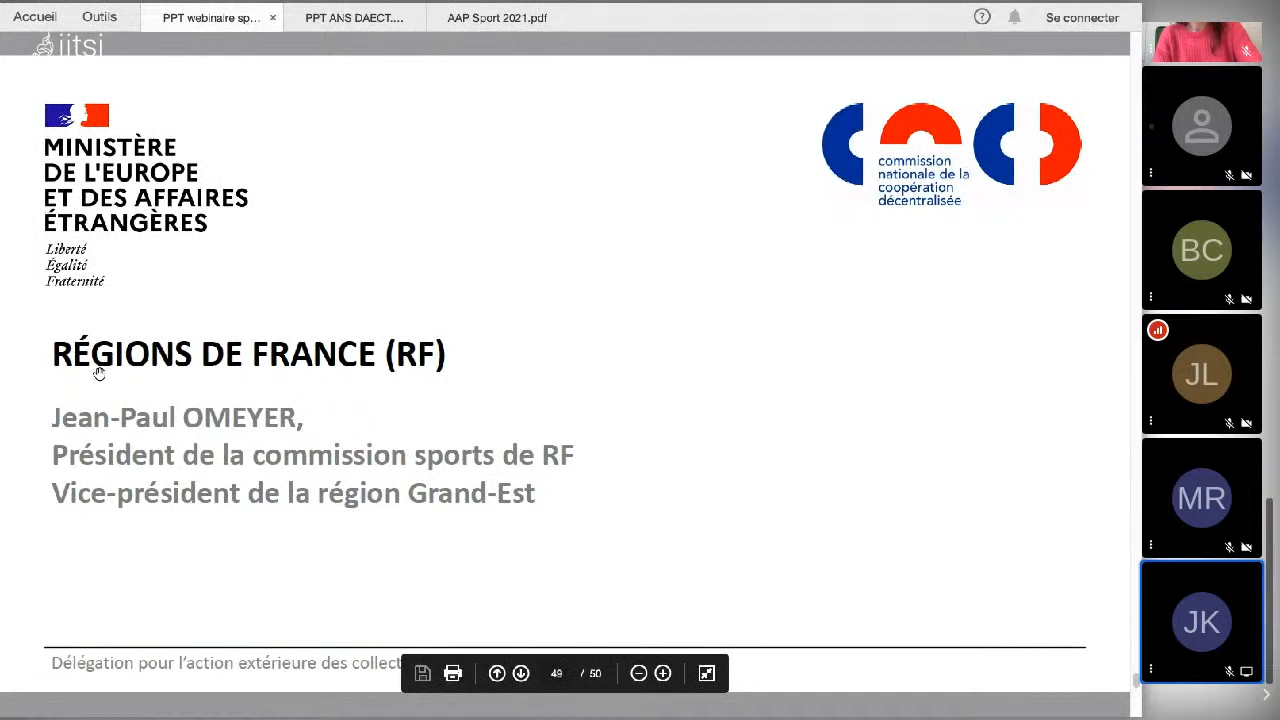 Accueil Outils PPT webinaire sp... × PPT ANS DAECT.... AAP Sport 2021.pdf Se connecter
jitsi
MINISTÈRE
DE L'EUROPE
ET DES AFFAIRES
ÉTRANGÈRES
Liberté
Égalité
Fraternité
commission
nationale de la
coopération
décentralisée
RÉGIONS DE FRANCE (RF)
Jean-Paul OMEYER,
Président de la commission sports de RF
Vice-président de la région Grand-Est
Délégation pour l'action extérieure des collect
49 / 50
BC
JL
MR
JK